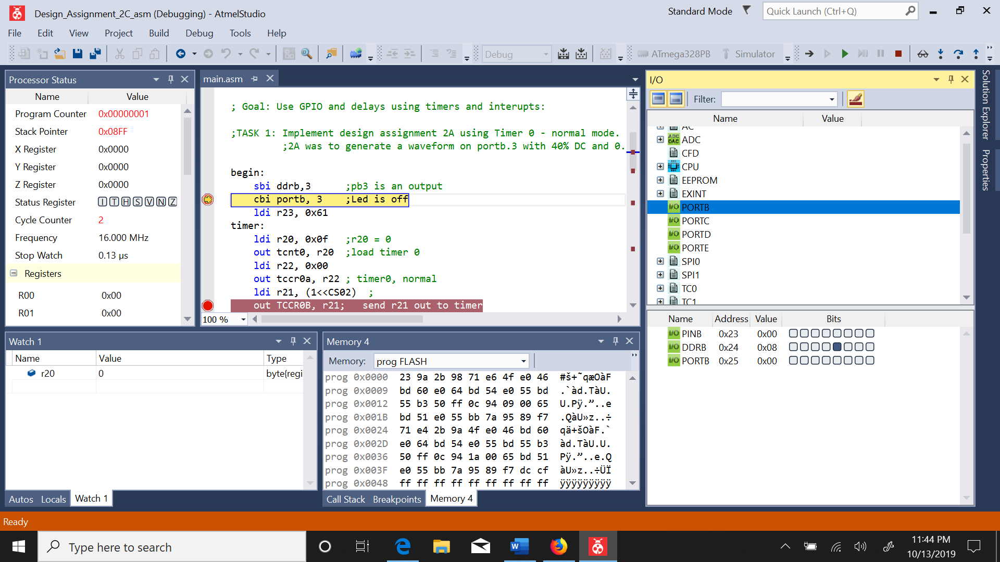 Design_Assignment_2C_asm (Debugging) - AtmelStudio
Standard Mode
Quick Launch (Ctrl+Q)
File Edit View Project Build Debug Tools Help
Debug
ATmega328PB
Simulator
Processor Status
Name Value
Program Counter 0x00000001
Stack Pointer 0x08FF
X Register 0x0000
Y Register 0x0000
Z Register 0x0000
Status Register I T H S V N Z
Cycle Counter 2
Frequency 16.000 MHz
Stop Watch 0.13 µs
Registers
R00 0x00
R01 0x00
main.asm
; Goal: Use GPIO and delays using timers and interupts:
;TASK 1: Implement design assignment 2A using Timer 0 - normal mode.
;2A was to generate a waveform on portb.3 with 40% DC and 0.
begin:
sbi ddrb,3 ;pb3 is an output
cbi portb, 3 ;Led is off
ldi r23, 0x61
timer:
ldi r20, 0x0f ;r20 = 0
out tcnt0, r20 ;load timer 0
ldi r22, 0x00
out tccr0a, r22 ; timer0, normal
ldi r21, (1<<CS02) ;
out TCCR0B, r21; send r21 out to timer
100 %
I/O
Filter:
Name Value
AC
ADC
CFD
CPU
EEPROM
EXINT
PORTB
PORTC
PORTD
PORTE
SPI0
SPI1
TC0
TC1
Name Address Value Bits
PINB 0x23 0x00
DDRB 0x24 0x08
PORTB 0x25 0x00
Solution Explorer
Properties
Watch 1
Name Value Type
r20 0 byte{regi
Autos Locals Watch 1
Memory 4
Memory: prog FLASH
prog 0x0000 23 9a 2b 98 71 e6 4f e0 46 #š+˜qæOàF
prog 0x0009 bd 60 e0 64 bd 54 e0 55 bd .`àd.TàU.
prog 0x0012 55 b3 50 ff 0c 94 09 00 65 U.Pÿ.”..e
prog 0x001B bd 51 e0 55 bb 7a 95 89 f7 .QàU»z..÷
prog 0x0024 71 e4 2b 9a 4f e0 46 bd 60 qä+šOàF.`
prog 0x002D e0 64 bd 54 e0 55 bd 55 b3 àd.TàU.U.
prog 0x0036 50 ff 0c 94 1a 00 65 bd 51 Pÿ.”..e.Q
prog 0x003F e0 55 bb 7a 95 89 f7 dc cf àU»z..÷ÜÏ
prog 0x0048 ff ff ff ff ff ff ff ff ff ÿÿÿÿÿÿÿÿÿ
Call Stack Breakpoints Memory 4
Ready
Type here to search
11:44 PM
10/13/2019